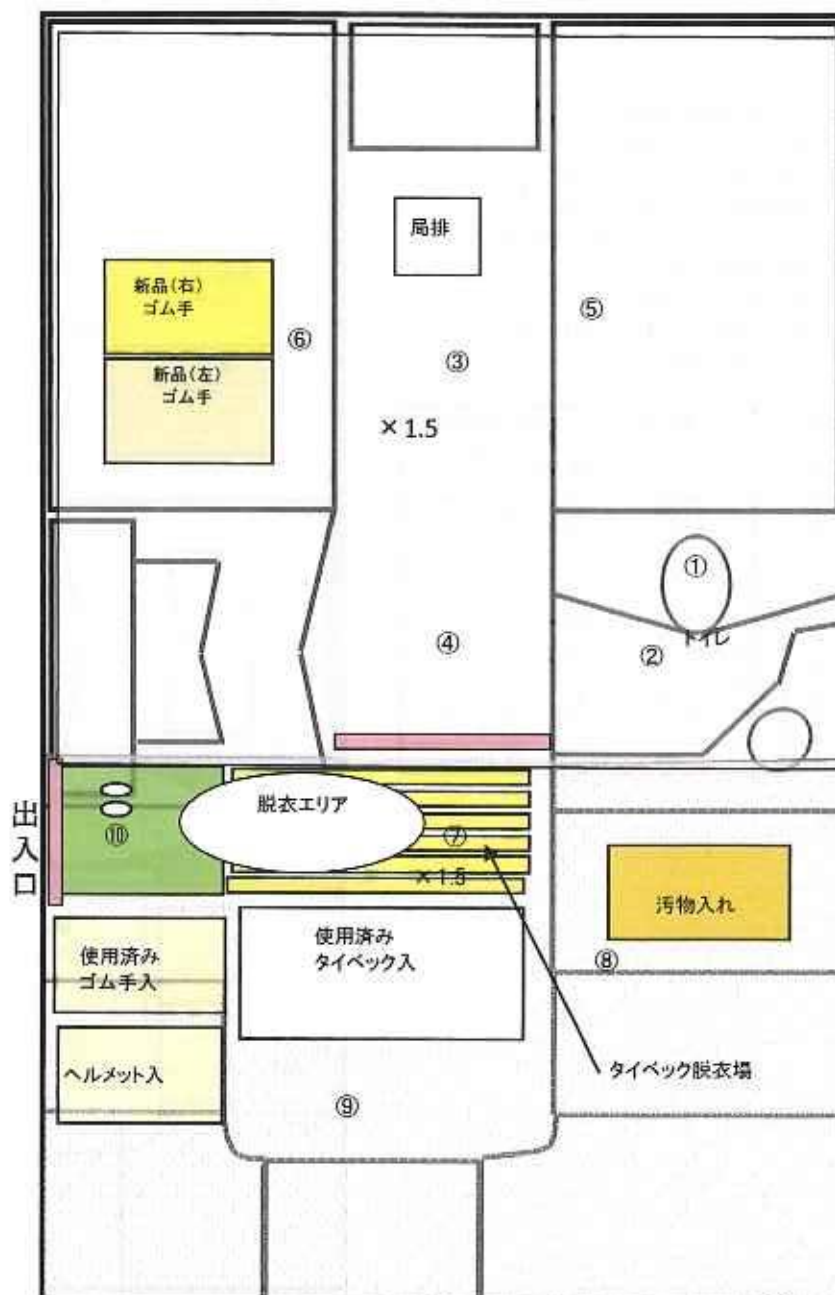 局排
新品(右)
ゴム手
⑥
新品(左)
ゴム手
③
⑤
× 1.5
①
④
②
トイレ
出入口
⑩
脱衣エリア
⑦
× 1.5
汚物入れ
使用済み
ゴム手入
使用済み
タイベック入
⑧
ヘルメット入
タイベック脱衣場
⑨